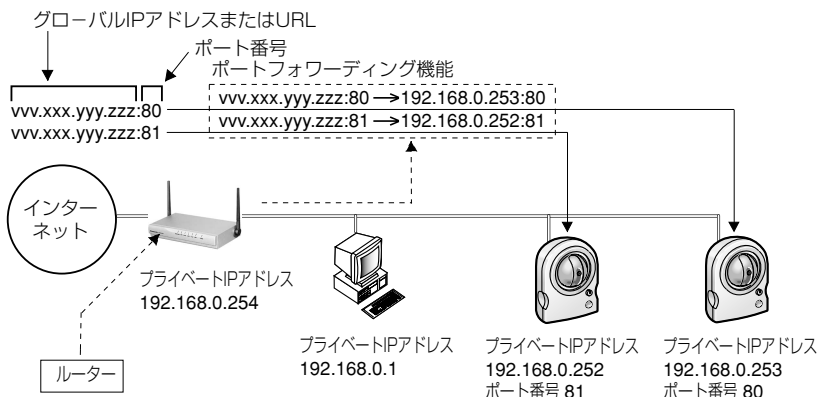 グローバルIPアドレスまたはURL
ポート番号
ポートフォワーディング機能
vvv.xxx.yyy.zzz:80
vvv.xxx.yyy.zzz:80→192.168.0.253:80
vvv.xxx.yyy.zzz:81
vvv.xxx.yyy.zzz:81→192.168.0.252:81
インター
ネット
プライベートIPアドレス
192.168.0.254
ルーター
プライベートIPアドレス
192.168.0.1
プライベートIPアドレス
192.168.0.252
ポート番号 81
プライベートIPアドレス
192.168.0.253
ポート番号 80